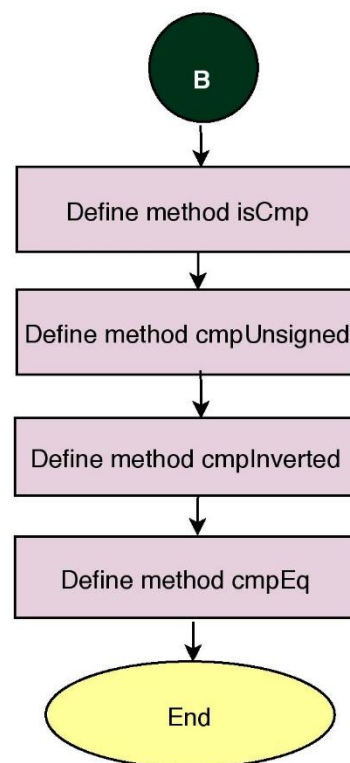 B
Define method isCmp
Define method cmpUnsigned
Define method cmpInverted
Define method cmpEq
End